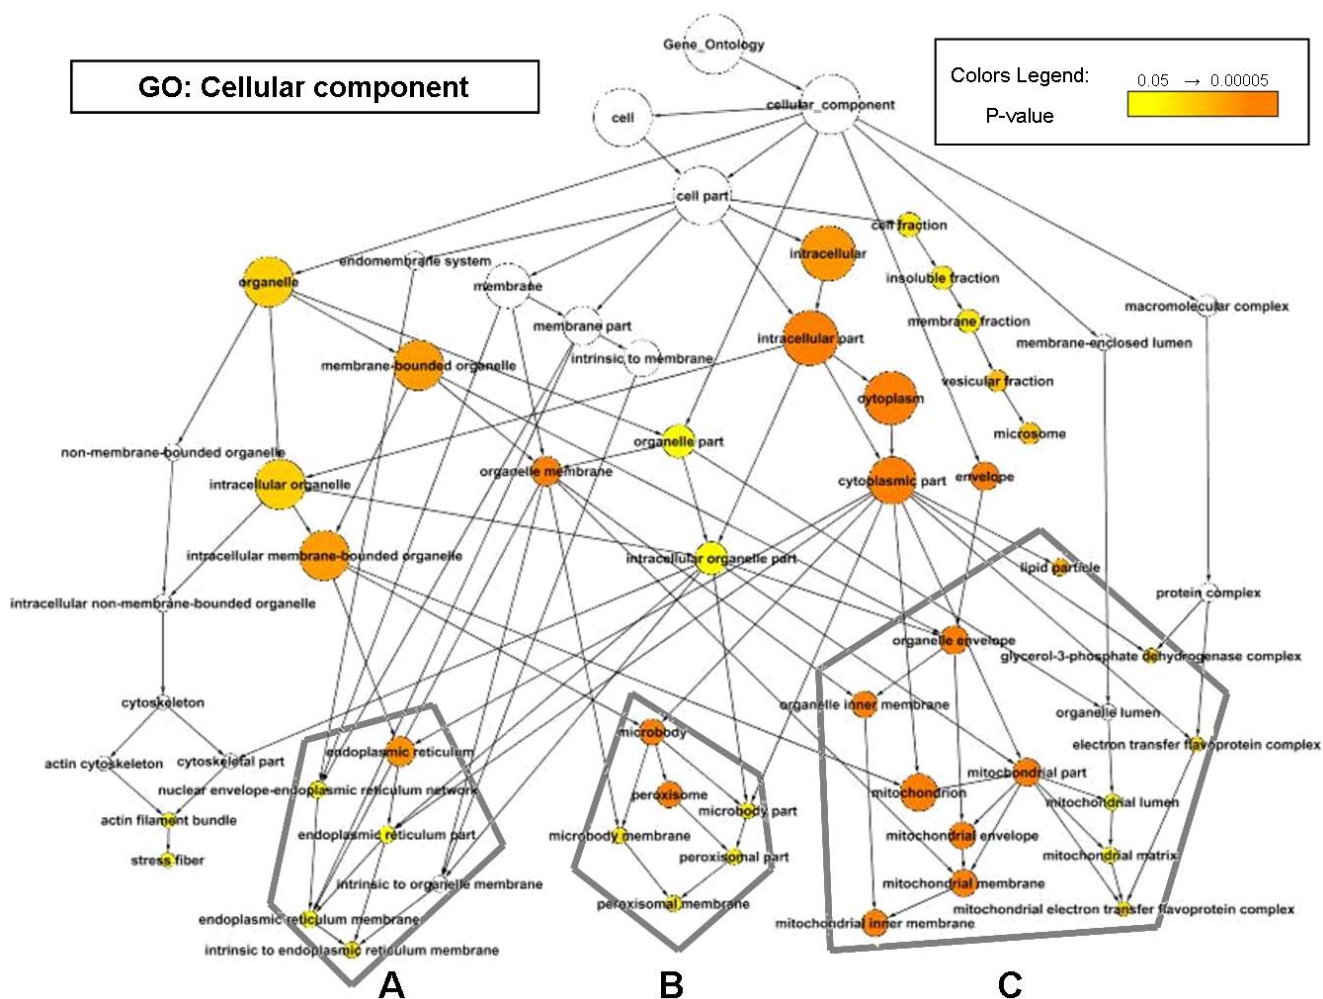 Gene_Ontology
GO: Cellular component
Colors Legend:
0.05 → 0.00005
P-value
cellular_component
cell
cell part
cell fraction
intracellular
endomembrane system
organelle
membrane
insoluble fraction
macromolecular complex
membrane part
membrane fraction
intracellular part
membrane-enclosed lumen
intrinsic to membrane
membrane-bounded organelle
vesicular fraction
cytoplasm
microsome
organelle part
non-membrane-bounded organelle
organelle membrane
envelope
cytoplasmic part
intracellular organelle
intracellular membrane-bounded organelle
intracellular organelle part
lipid particle
protein complex
intracellular non-membrane-bounded organelle
organelle envelope
glycerol-3-phosphate dehydrogenase complex
cytoskeleton
organelle inner membrane
organelle lumen
microbody
electron transfer flavoprotein complex
endoplasmic reticulum
actin cytoskeleton
cytoskeletal part
mitochondrial part
nuclear envelope-endoplasmic reticulum network
peroxisome
mitochondrion
mitochondrial lumen
microbody part
actin filament bundle
endoplasmic reticulum part
microbody membrane
mitochondrial envelope
stress fiber
peroxisomal part
mitochondrial matrix
intrinsic to organelle membrane
mitochondrial membrane
peroxisomal membrane
mitochondrial electron transfer flavoprotein complex
endoplasmic reticulum membrane
mitochondrial inner membrane
intrinsic to endoplasmic reticulum membrane
A
B
C